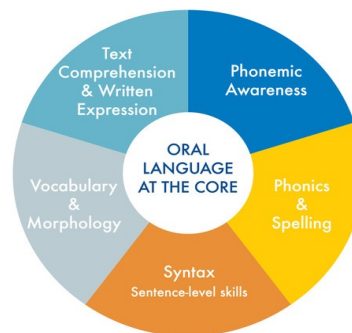 Text
Comprehension
& Written
Expression
Phonemic
Awareness
ORAL
LANGUAGE
AT THE CORE
Vocabulary
&
Morphology
Phonics
&
Spelling
Syntax
Sentence-level skills